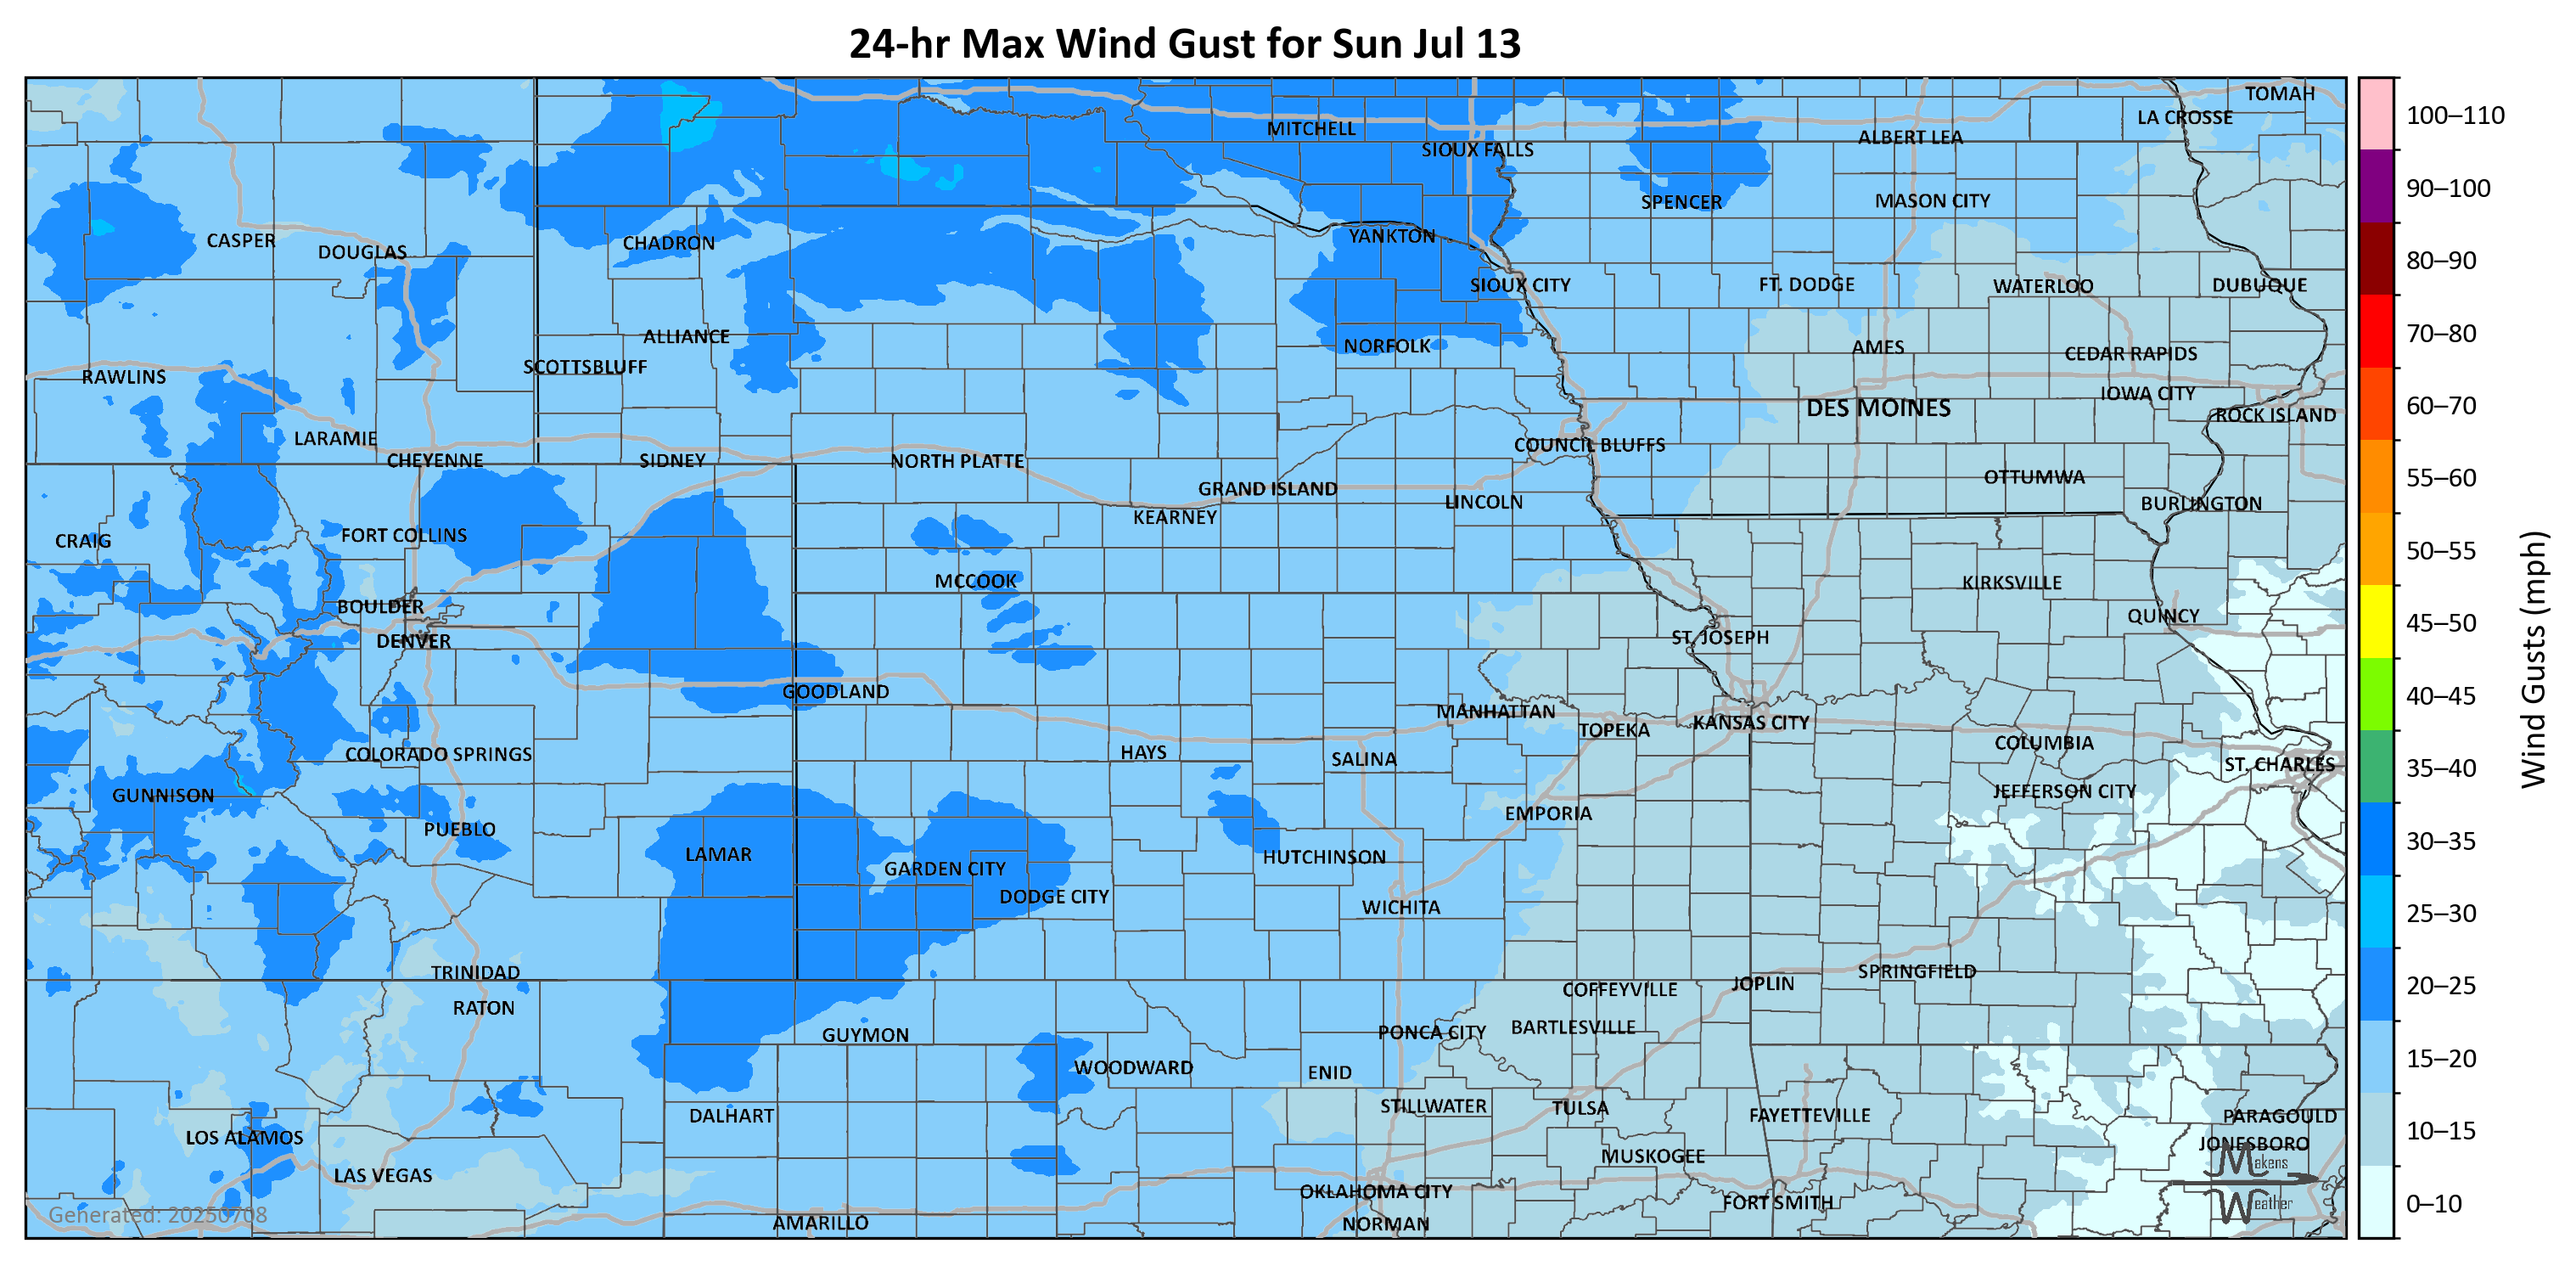 24-hr Max Wind Gust for Sun Jul 13
TOMAH
LA CROSSE
MITCHELL
ALBERT LEA
SIOUX FALLS
SPENCER
MASON CITY
CASPER
CHADRON
YANKTON
DOUGLAS
SIOUX CITY
FT. DODGE
WATERLOO
DUBUQUE
ALLIANCE
NORFOLK
AMES
CEDAR RAPIDS
SCOTTSBLUFF
RAWLINS
IOWA CITY
DES MOINES
ROCK ISLAND
LARAMIE
COUNCIL BLUFFS
CHEYENNE
SIDNEY
NORTH PLATTE
OTTUMWA
GRAND ISLAND
LINCOLN
BURLINGTON
KEARNEY
FORT COLLINS
CRAIG
MCCOOK
KIRKSVILLE
BOULDER
QUINCY
DENVER
ST. JOSEPH
GOODLAND
MANHATTAN
KANSAS CITY
TOPEKA
COLUMBIA
COLORADO SPRINGS
HAYS
SALINA
ST. CHARLES
GUNNISON
JEFFERSON CITY
EMPORIA
PUEBLO
LAMAR
HUTCHINSON
GARDEN CITY
DODGE CITY
WICHITA
TRINIDAD
SPRINGFIELD
JOPLIN
COFFEYVILLE
RATON
BARTLESVILLE
GUYMON
PONCA CITY
WOODWARD
ENID
STILLWATER
TULSA
DALHART
FAYETTEVILLE
PARAGOULD
LOS ALAMOS
JONESBORO
MUSKOGEE
LAS VEGAS
OKLAHOMA CITY
FORT SMITH
AMARILLO
NORMAN
Generated: 20250708
Makens
Weather
100–110
90–100
80–90
70–80
60–70
55–60
50–55
45–50
40–45
35–40
30–35
25–30
20–25
15–20
10–15
0–10
Wind Gusts (mph)